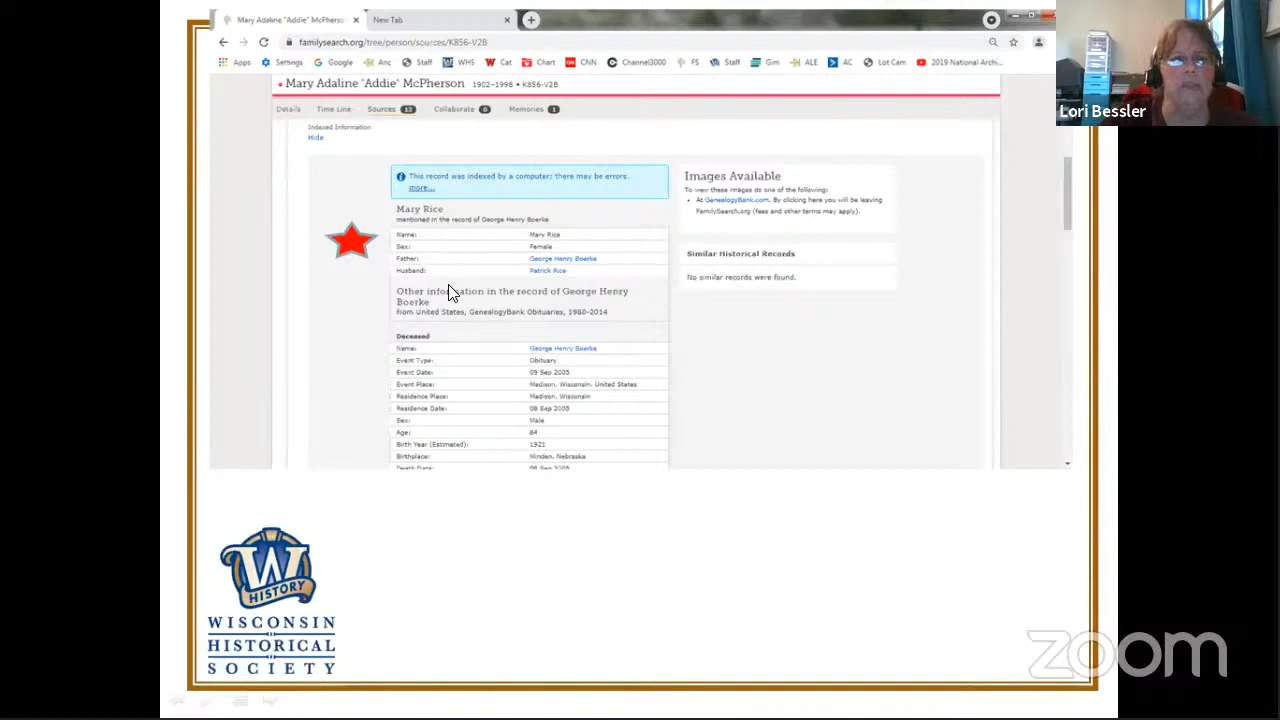 Mary Adaline "Addie" McPherso
New Tab
familysearch.org/tree/person/sources/K856-V2B
Apps Settings Google Anc Staff WHS Cat Chart CNN Channel3000 FS Staff Gim ALE AC Lot Cam 2019 National Archi...
Lori Bessler
Mary Adaline "Addie" McPherson 1902–1998 • K856-V2B
Details Time Line Sources 13 Collaborate 0 Memories 1
Indexed Information
Hide
This record was indexed by a computer; there may be errors.
more...
Mary Rice
mentioned in the record of George Henry Boerke
Name: Mary Rice
Sex: Female
Father: George Henry Boerke
Husband: Patrick Rice
Other information in the record of George Henry
Boerke
from United States, GenealogyBank Obituaries, 1980-2014
Deceased
Name: George Henry Boerke
Event Type: Obituary
Event Date: 09 Sep 2005
Event Place: Madison, Wisconsin, United States
Residence Place: Madison, Wisconsin
Residence Date: 08 Sep 2005
Sex: Male
Age: 84
Birth Year (Estimated): 1921
Birthplace: Minden, Nebraska
Death Date: 08 Sep 2005
Images Available
To view these images do one of the following:
At GenealogyBank.com. By clicking here you will be leaving
FamilySearch.org (fees and other terms may apply).
Similar Historical Records
No similar records were found.
W
HISTORY
WISCONSIN
HISTORICAL
SOCIETY
zoom